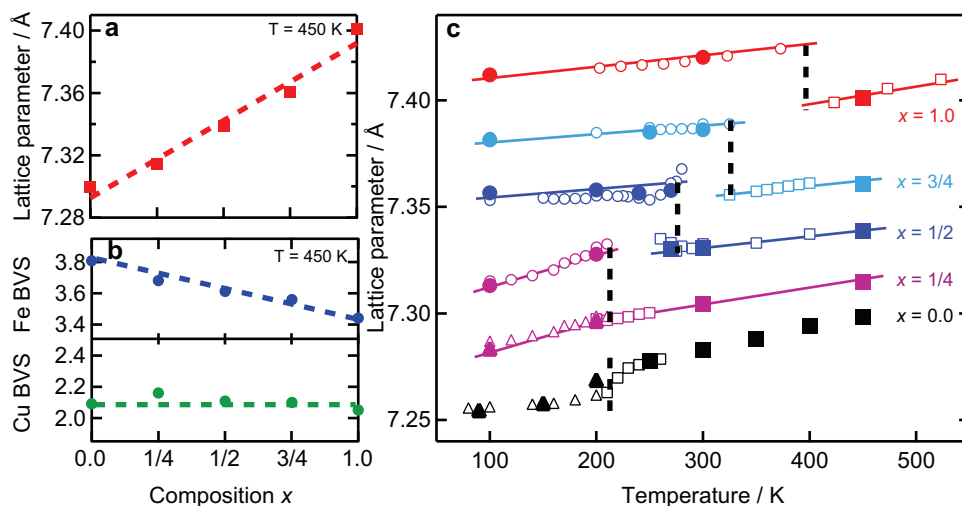 a
T = 450 K
Lattice parameter / Å
7.40
7.36
7.32
7.28
b
T = 450 K
Fe BVS
3.8
3.6
3.4
Cu BVS
2.4
2.2
2.0
0.0 1/4 1/2 3/4 1.0
Composition x
c
Lattice parameter / Å
7.40
7.35
7.30
7.25
x = 1.0
x = 3/4
x = 1/2
x = 1/4
x = 0.0
100 200 300 400 500
Temperature / K